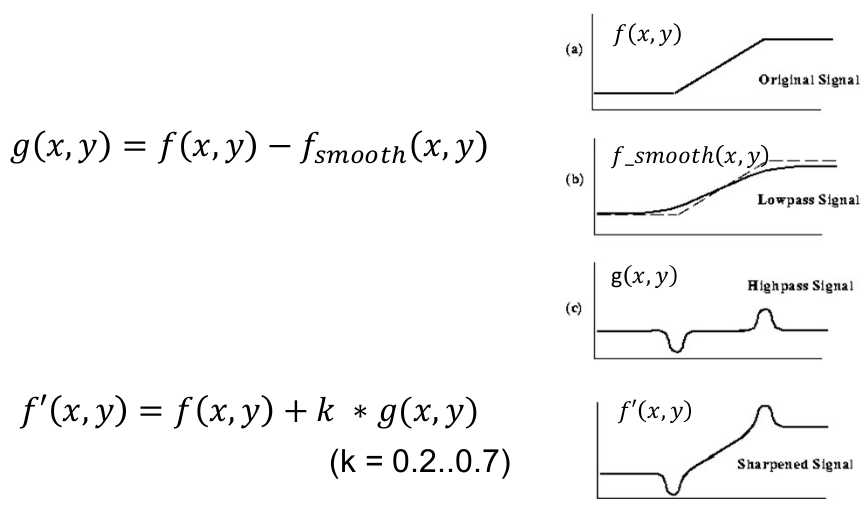 g(x, y) = f(x, y) − f_smooth(x, y)
f′(x, y) = f(x, y) + k ∗ g(x, y)
(k = 0.2..0.7)
(a)
f(x, y)
Original Signal
(b)
f_smooth(x, y)
Lowpass Signal
(c)
g(x, y)
Highpass Signal
f′(x, y)
Sharpened Signal